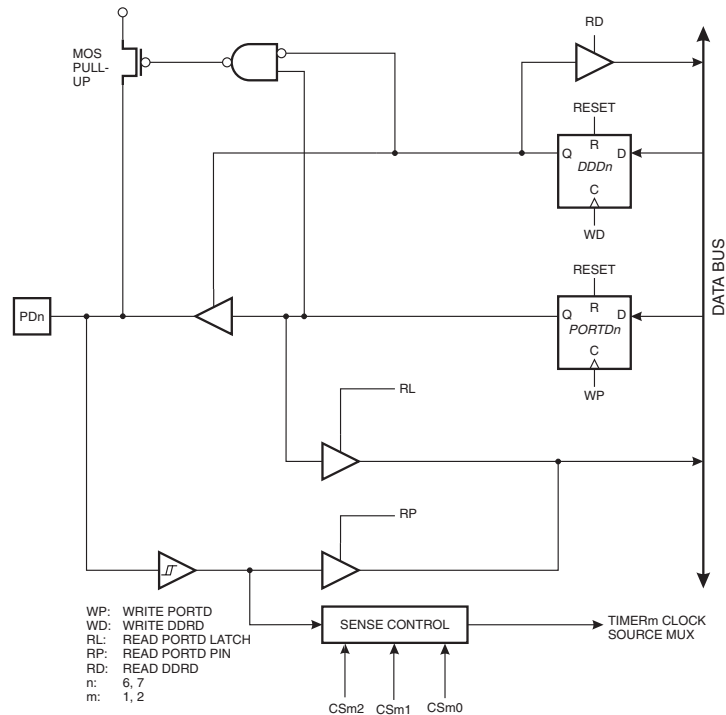 RD
MOS
PULL-
UP
RESET
R
Q
D
DDDn
C
WD
DATA BUS
RESET
PDn
R
Q
D
PORTDn
C
WP
RL
RP
WP: WRITE PORTD
WD: WRITE DDRD
RL: READ PORTD LATCH
RP: READ PORTD PIN
RD: READ DDRD
n: 6, 7
m: 1, 2
SENSE CONTROL
TIMERm CLOCK
SOURCE MUX
CSm2
CSm1
CSm0